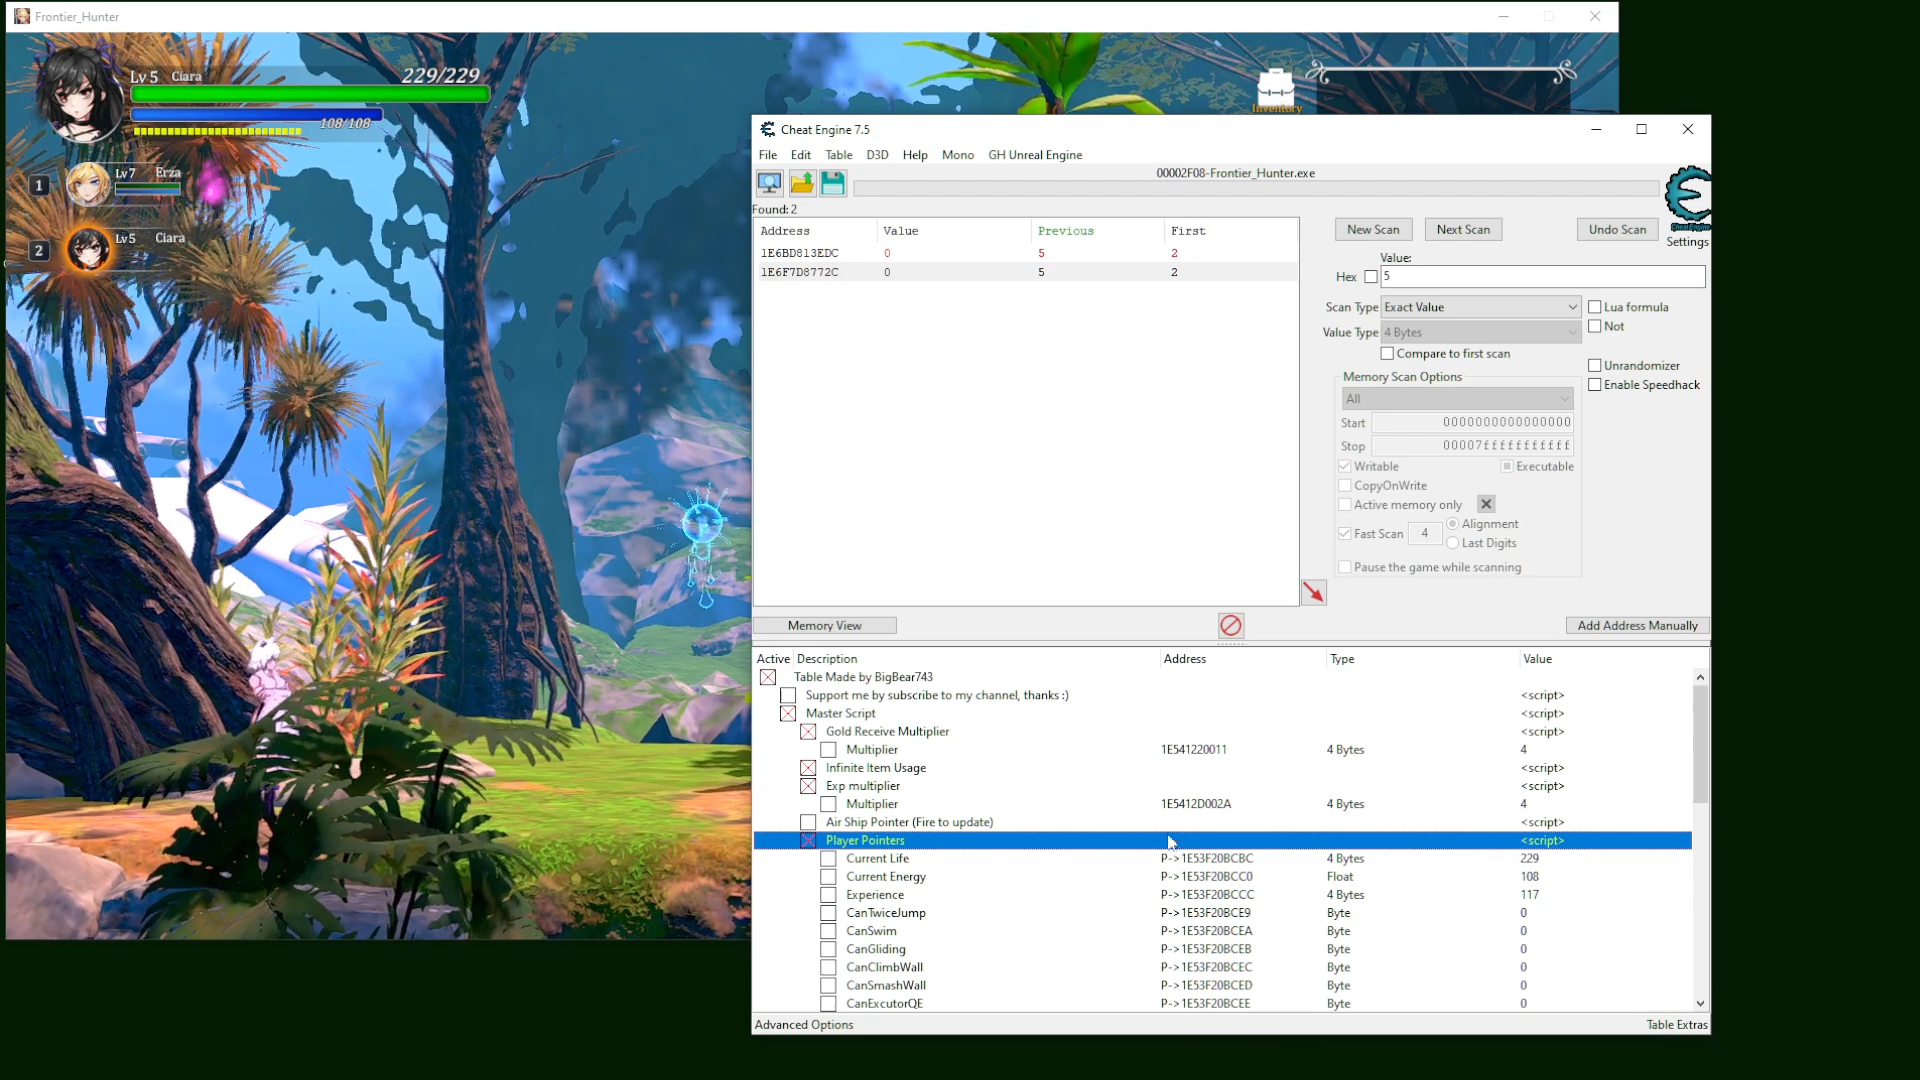 Frontier_Hunter
Lv 5 Ciara 229/229
108/108
1 Lv 7 Erza
2 Lv 5 Ciara
Inventory
Cheat Engine 7.5
File Edit Table D3D Help Mono GH Unreal Engine
00002F08-Frontier_Hunter.exe
Found: 2
Address Value Previous First
1E6BD813EDC 0 5 2
1E6F7D8772C 0 5 2
New Scan Next Scan Undo Scan
Cheat Engine
Settings
Value:
Hex 5
Scan Type Exact Value Lua formula
Not
Value Type 4 Bytes
Compare to first scan
Unrandomizer
Memory Scan Options
Enable Speedhack
All
Start 0000000000000000
Stop 00007fffffffffff
Writable Executable
CopyOnWrite
Active memory only
Fast Scan 4 Alignment
Last Digits
Pause the game while scanning
Memory View Add Address Manually
Active Description Address Type Value
Table Made by BigBear743
Support me by subscribe to my channel, thanks :) <script>
Master Script <script>
Gold Receive Multiplier <script>
Multiplier 1E541220011 4 Bytes 4
Infinite Item Usage <script>
Exp multiplier <script>
Multiplier 1E5412D002A 4 Bytes 4
Air Ship Pointer (Fire to update) <script>
Player Pointers <script>
Current Life P->1E53F20BCBC 4 Bytes 229
Current Energy P->1E53F20BCC0 Float 108
Experience P->1E53F20BCCC 4 Bytes 117
CanTwiceJump P->1E53F20BCE9 Byte 0
CanSwim P->1E53F20BCEA Byte 0
CanGliding P->1E53F20BCEB Byte 0
CanClimbWall P->1E53F20BCEC Byte 0
CanSmashWall P->1E53F20BCED Byte 0
CanExcutorQE P->1E53F20BCEE Byte 0
Advanced Options Table Extras